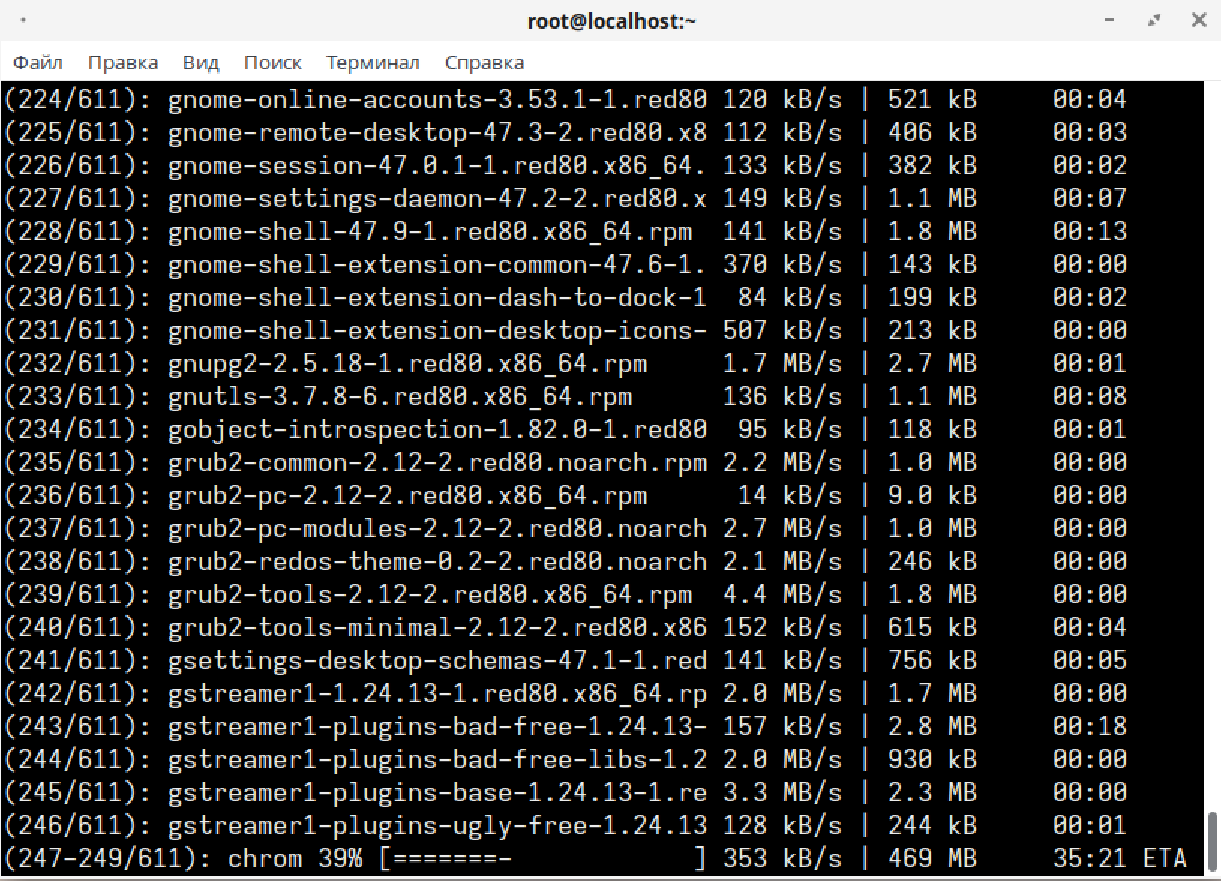 root@localhost:~
Файл Правка Вид Поиск Терминал Справка
(224/611): gnome-online-accounts-3.53.1-1.red80 120 kB/s | 521 kB     00:04
(225/611): gnome-remote-desktop-47.3-2.red80.x8 112 kB/s | 406 kB     00:03
(226/611): gnome-session-47.0.1-1.red80.x86_64. 133 kB/s | 382 kB     00:02
(227/611): gnome-settings-daemon-47.2-2.red80.x 149 kB/s | 1.1 MB     00:07
(228/611): gnome-shell-47.9-1.red80.x86_64.rpm  141 kB/s | 1.8 MB     00:13
(229/611): gnome-shell-extension-common-47.6-1. 370 kB/s | 143 kB     00:00
(230/611): gnome-shell-extension-dash-to-dock-1  84 kB/s | 199 kB     00:02
(231/611): gnome-shell-extension-desktop-icons- 507 kB/s | 213 kB     00:00
(232/611): gnupg2-2.5.18-1.red80.x86_64.rpm     1.7 MB/s | 2.7 MB     00:01
(233/611): gnutls-3.7.8-6.red80.x86_64.rpm      136 kB/s | 1.1 MB     00:08
(234/611): gobject-introspection-1.82.0-1.red80  95 kB/s | 118 kB     00:01
(235/611): grub2-common-2.12-2.red80.noarch.rpm 2.2 MB/s | 1.0 MB     00:00
(236/611): grub2-pc-2.12-2.red80.x86_64.rpm      14 kB/s | 9.0 kB     00:00
(237/611): grub2-pc-modules-2.12-2.red80.noarch 2.7 MB/s | 1.0 MB     00:00
(238/611): grub2-redos-theme-0.2-2.red80.noarch 2.1 MB/s | 246 kB     00:00
(239/611): grub2-tools-2.12-2.red80.x86_64.rpm  4.4 MB/s | 1.8 MB     00:00
(240/611): grub2-tools-minimal-2.12-2.red80.x86 152 kB/s | 615 kB     00:04
(241/611): gsettings-desktop-schemas-47.1-1.red 141 kB/s | 756 kB     00:05
(242/611): gstreamer1-1.24.13-1.red80.x86_64.rp 2.0 MB/s | 1.7 MB     00:00
(243/611): gstreamer1-plugins-bad-free-1.24.13- 157 kB/s | 2.8 MB     00:18
(244/611): gstreamer1-plugins-bad-free-libs-1.2 2.0 MB/s | 930 kB     00:00
(245/611): gstreamer1-plugins-base-1.24.13-1.re 3.3 MB/s | 2.3 MB     00:00
(246/611): gstreamer1-plugins-ugly-free-1.24.13 128 kB/s | 244 kB     00:01
(247-249/611): chrom 39% [=======-            ] 353 kB/s | 469 MB     35:21 ETA